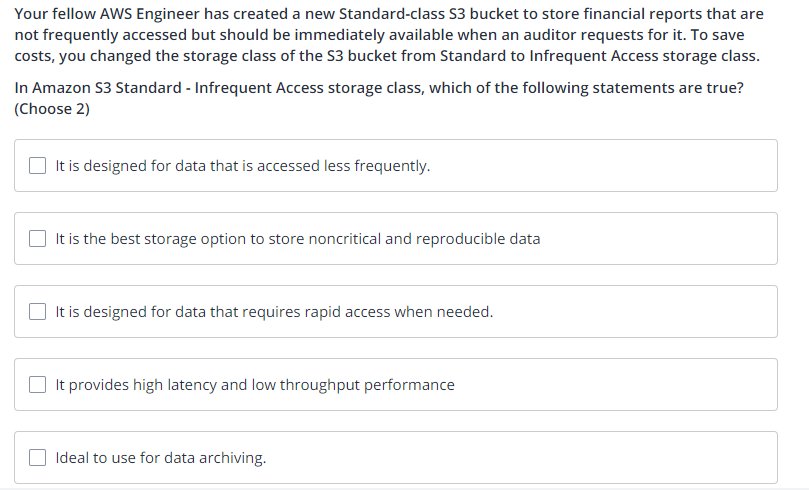 Your fellow AWS Engineer has created a new Standard-class S3 bucket to store financial reports that are
not frequently accessed but should be immediately available when an auditor requests for it. To save
costs, you changed the storage class of the S3 bucket from Standard to Infrequent Access storage class.
In Amazon S3 Standard - Infrequent Access storage class, which of the following statements are true?
(Choose 2)
It is designed for data that is accessed less frequently.
It is the best storage option to store noncritical and reproducible data
It is designed for data that requires rapid access when needed.
It provides high latency and low throughput performance
Ideal to use for data archiving.